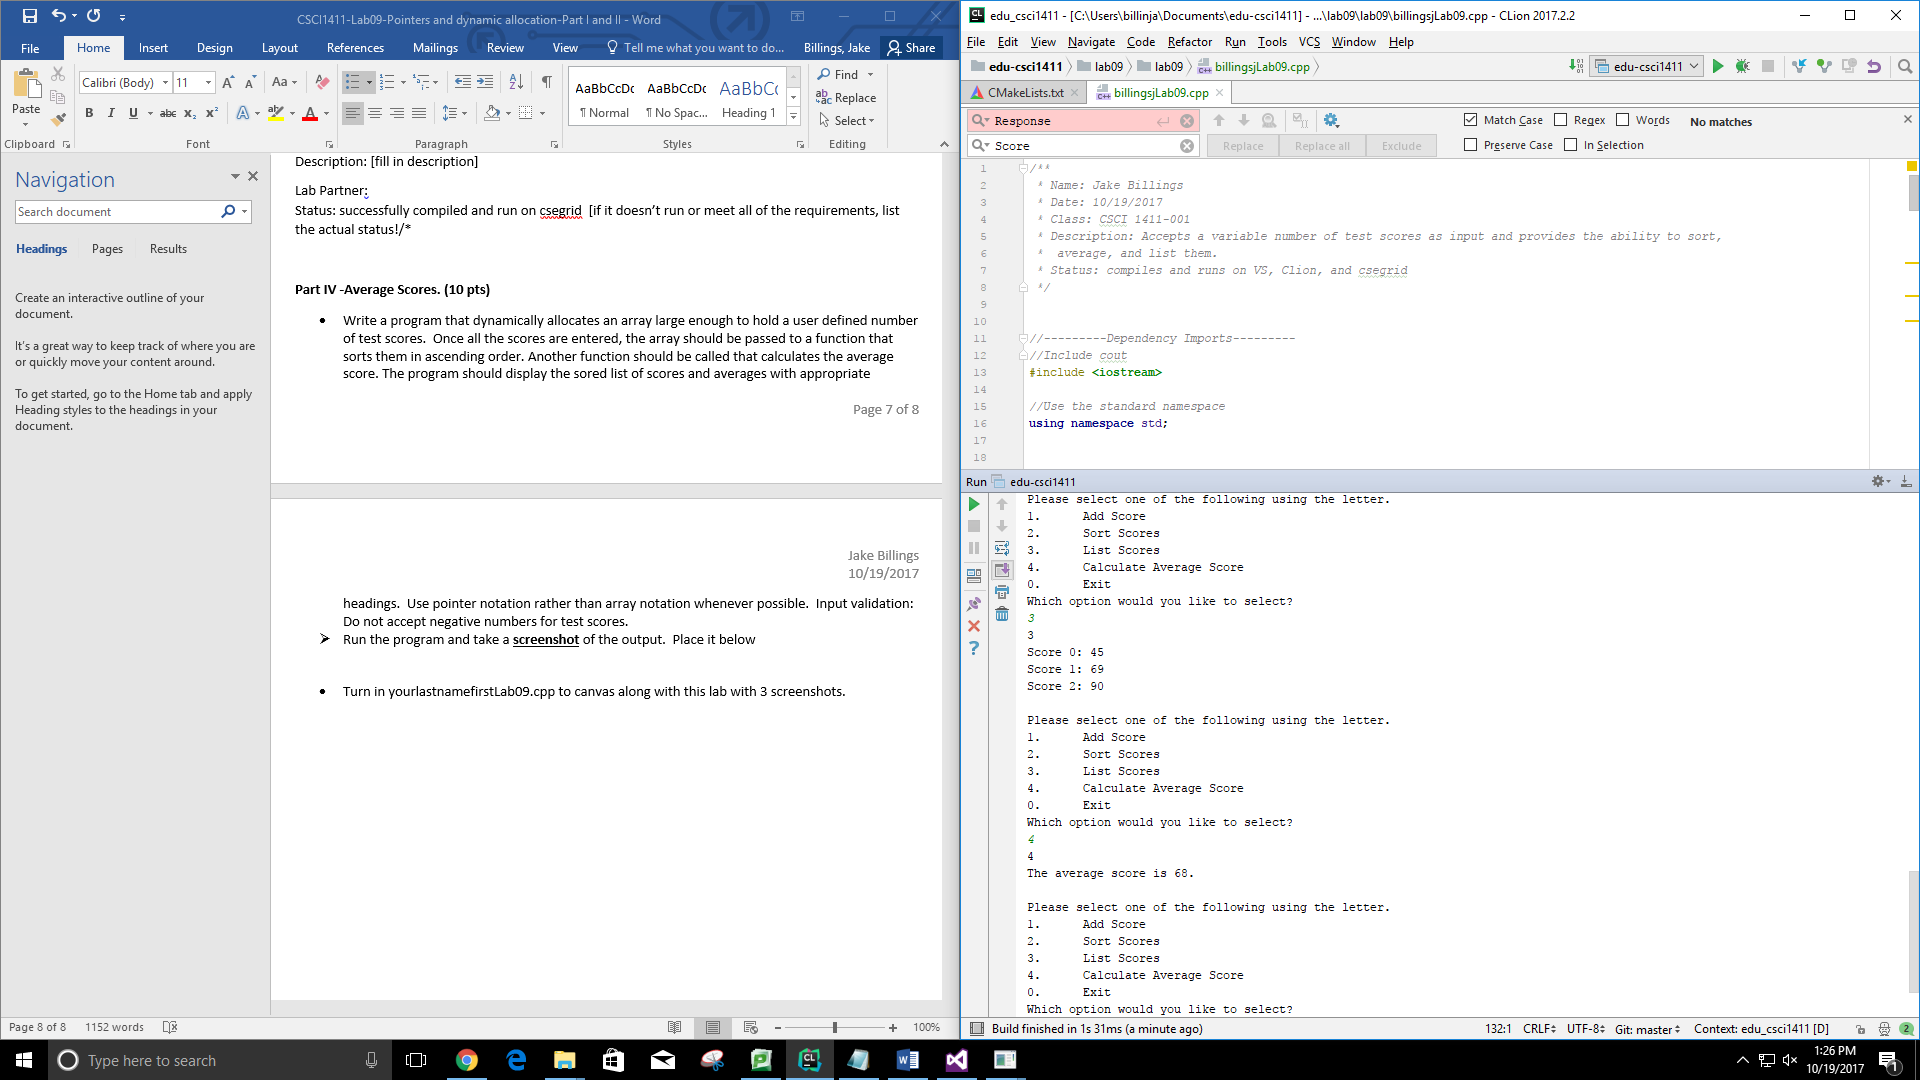 CSCI1411-Lab09-Pointers and dynamic allocation-Part I and II - Word
File Home Insert Design Layout References Mailings Review View Tell me what you want to do... Billings, Jake Share
Paste
Calibri (Body) 11
Aa
B I U abc x₂ x²
AaBbCcDc AaBbCcDc AaBbCc
¶ Normal ¶ No Spac... Heading 1
Find
Replace
Select
Clipboard Font Paragraph Styles Editing
Navigation
Search document
Headings Pages Results
Create an interactive outline of your
document.
It's a great way to keep track of where you are
or quickly move your content around.
To get started, go to the Home tab and apply
Heading styles to the headings in your
document.
Description: [fill in description]
Lab Partner:
Status: successfully compiled and run on csegrid [if it doesn't run or meet all of the requirements, list
the actual status!/*
Part IV -Average Scores. (10 pts)
• Write a program that dynamically allocates an array large enough to hold a user defined number
of test scores. Once all the scores are entered, the array should be passed to a function that
sorts them in ascending order. Another function should be called that calculates the average
score. The program should display the sored list of scores and averages with appropriate
Page 7 of 8
Jake Billings
10/19/2017
headings. Use pointer notation rather than array notation whenever possible. Input validation:
Do not accept negative numbers for test scores.
Run the program and take a screenshot of the output. Place it below
• Turn in yourlastnamefirstLab09.cpp to canvas along with this lab with 3 screenshots.
Page 8 of 8 1152 words 100%
edu_csci1411 - [C:\Users\billinja\Documents\edu-csci1411] - ...\lab09\lab09\billingsjLab09.cpp - CLion 2017.2.2
File Edit View Navigate Code Refactor Run Tools VCS Window Help
edu-csci1411 lab09 lab09 billingsjLab09.cpp edu-csci1411
CMakeLists.txt billingsjLab09.cpp
Response Match Case Regex Words No matches
Score Replace Replace all Exclude Preserve Case In Selection
1 /**
2 * Name: Jake Billings
3 * Date: 10/19/2017
4 * Class: CSCI 1411-001
5 * Description: Accepts a variable number of test scores as input and provides the ability to sort,
6 * average, and list them.
7 * Status: compiles and runs on VS, Clion, and csegrid
8 */
9
10
11 //---------Dependency Imports---------
12 //Include cout
13 #include <iostream>
14
15 //Use the standard namespace
16 using namespace std;
17
18
Run edu-csci1411
Please select one of the following using the letter.
1. Add Score
2. Sort Scores
3. List Scores
4. Calculate Average Score
0. Exit
Which option would you like to select?
3
3
Score 0: 45
Score 1: 69
Score 2: 90
Please select one of the following using the letter.
1. Add Score
2. Sort Scores
3. List Scores
4. Calculate Average Score
0. Exit
Which option would you like to select?
4
4
The average score is 68.
Please select one of the following using the letter.
1. Add Score
2. Sort Scores
3. List Scores
4. Calculate Average Score
0. Exit
Which option would you like to select?
Build finished in 1s 31ms (a minute ago) 132:1 CRLF UTF-8 Git: master Context: edu_csci1411 [D] 2
Type here to search
1:26 PM
10/19/2017
1